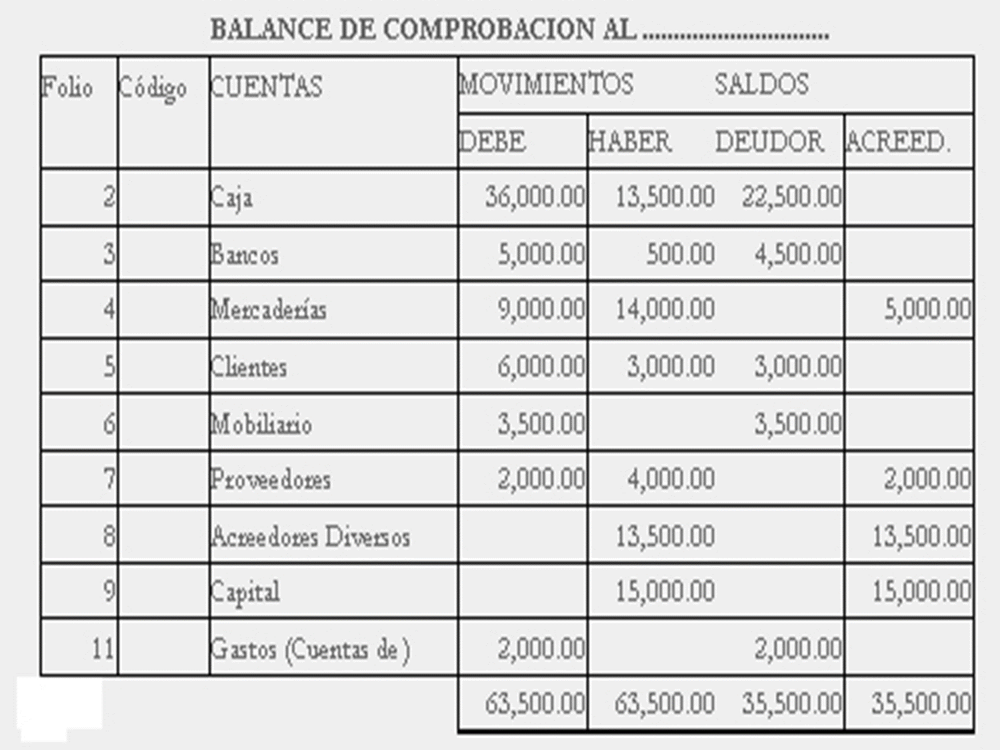 BALANCE DE COMPROBACION AL ..............................
Folio Código CUENTAS MOVIMIENTOS SALDOS
DEBE HABER DEUDOR ACREED.
2 Caja 36,000.00 13,500.00 22,500.00
3 Bancos 5,000.00 500.00 4,500.00
4 Mercaderías 9,000.00 14,000.00 5,000.00
5 Clientes 6,000.00 3,000.00 3,000.00
6 Mobiliario 3,500.00 3,500.00
7 Proveedores 2,000.00 4,000.00 2,000.00
8 Acreedores Diversos 13,500.00 13,500.00
9 Capital 15,000.00 15,000.00
11 Gastos (Cuentas de ) 2,000.00 2,000.00
63,500.00 63,500.00 35,500.00 35,500.00